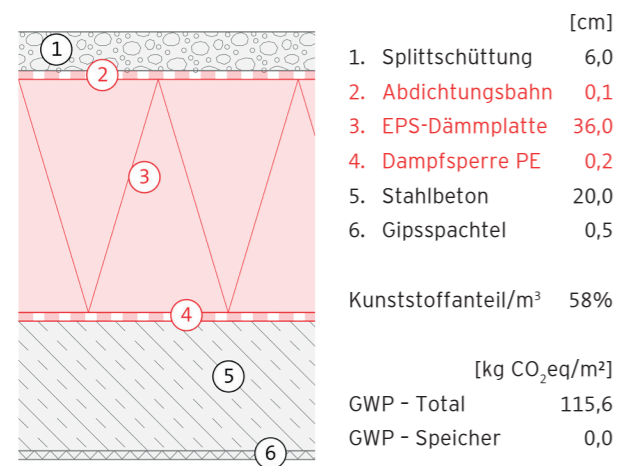 [cm]
1. Splittschüttung 6,0
2. Abdichtungsbahn 0,1
3. EPS-Dämmplatte 36,0
4. Dampfsperre PE 0,2
5. Stahlbeton 20,0
6. Gipsspachtel 0,5
Kunststoffanteil/m³ 58%
[kg CO₂eq/m²]
GWP – Total 115,6
GWP – Speicher 0,0
1
2
3
4
5
6